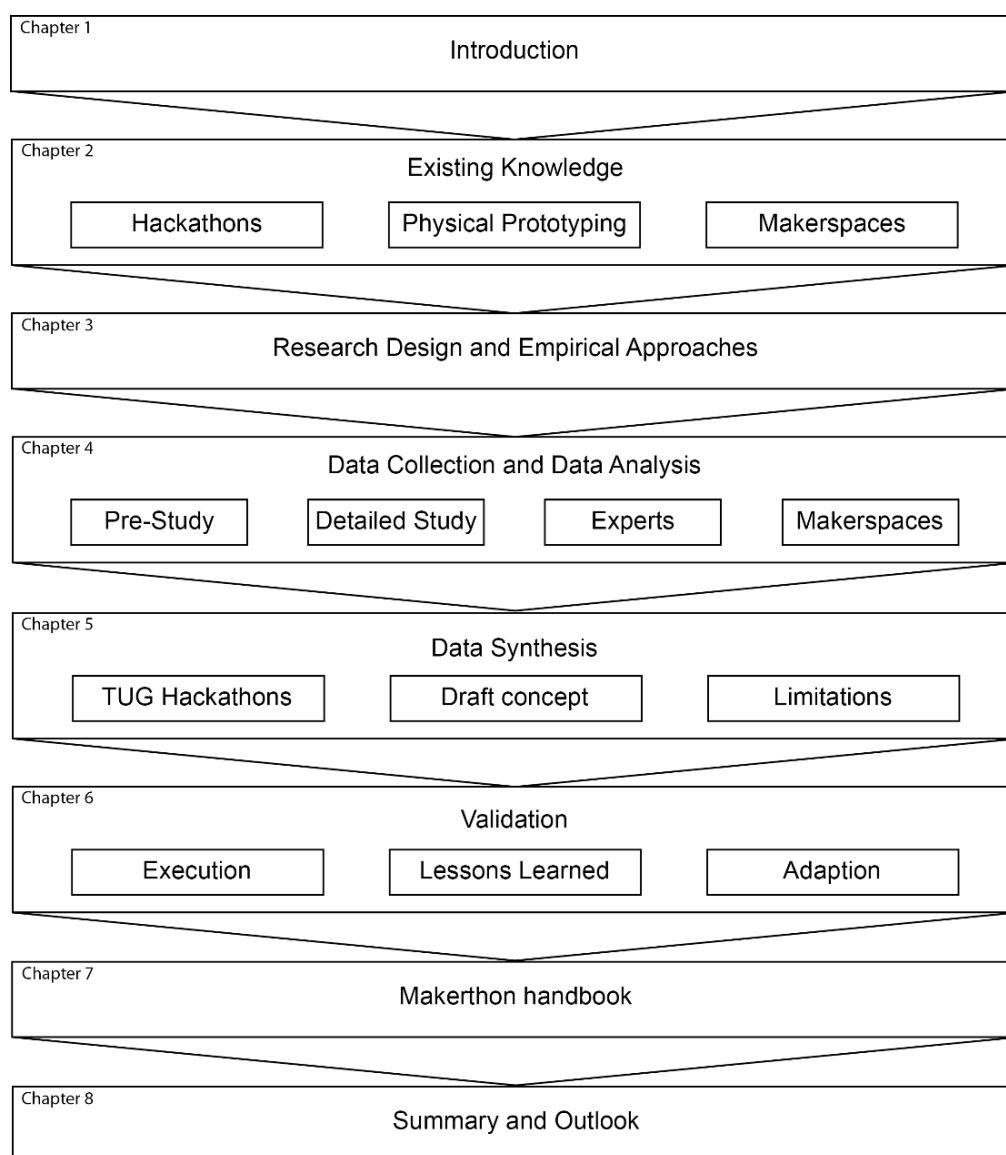 Chapter 1
Introduction
Chapter 2
Existing Knowledge
Hackathons
Physical Prototyping
Makerspaces
Chapter 3
Research Design and Empirical Approaches
Chapter 4
Data Collection and Data Analysis
Pre-Study
Detailed Study
Experts
Makerspaces
Chapter 5
Data Synthesis
TUG Hackathons
Draft concept
Limitations
Chapter 6
Validation
Execution
Lessons Learned
Adaption
Chapter 7
Makerthon handbook
Chapter 8
Summary and Outlook